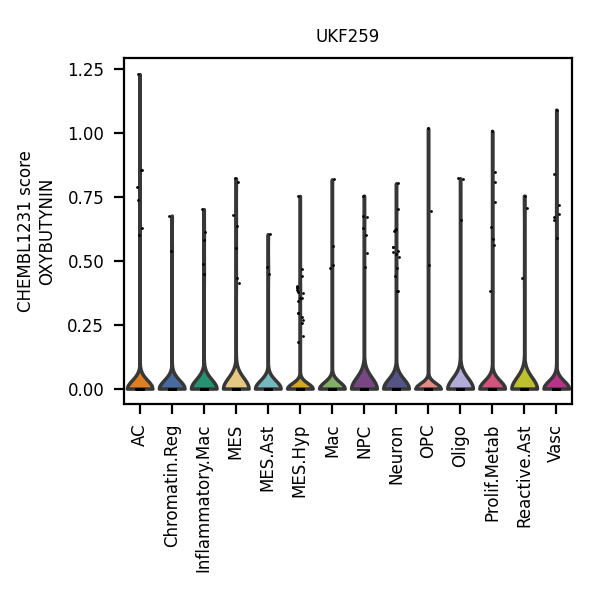 UKF259
CHEMBL1231 score
OXYBUTYNIN
1.25
1.00
0.75
0.50
0.25
0.00
AC
Chromatin.Reg
Inflammatory.Mac
MES
MES.Ast
MES.Hyp
Mac
NPC
Neuron
OPC
Oligo
Prolif.Metab
Reactive.Ast
Vasc